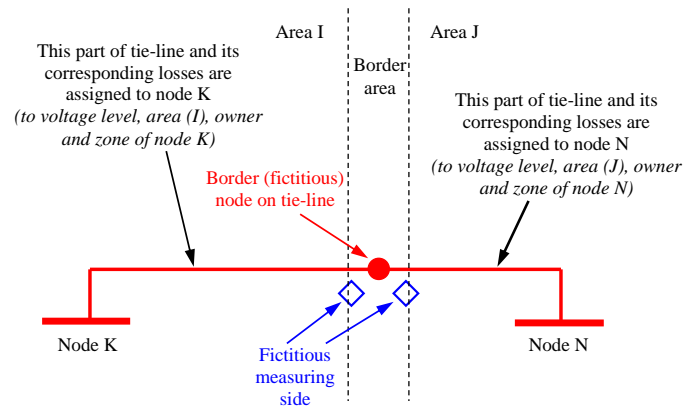 Area I
Area J
This part of tie-line and its
corresponding losses are
assigned to node K
(to voltage level, area (I), owner
and zone of node K)
Border
area
This part of tie-line and its
corresponding losses are
assigned to node N
(to voltage level, area (J), owner
and zone of node N)
Border (fictitious)
node on tie-line
Node K
Fictitious
measuring
side
Node N